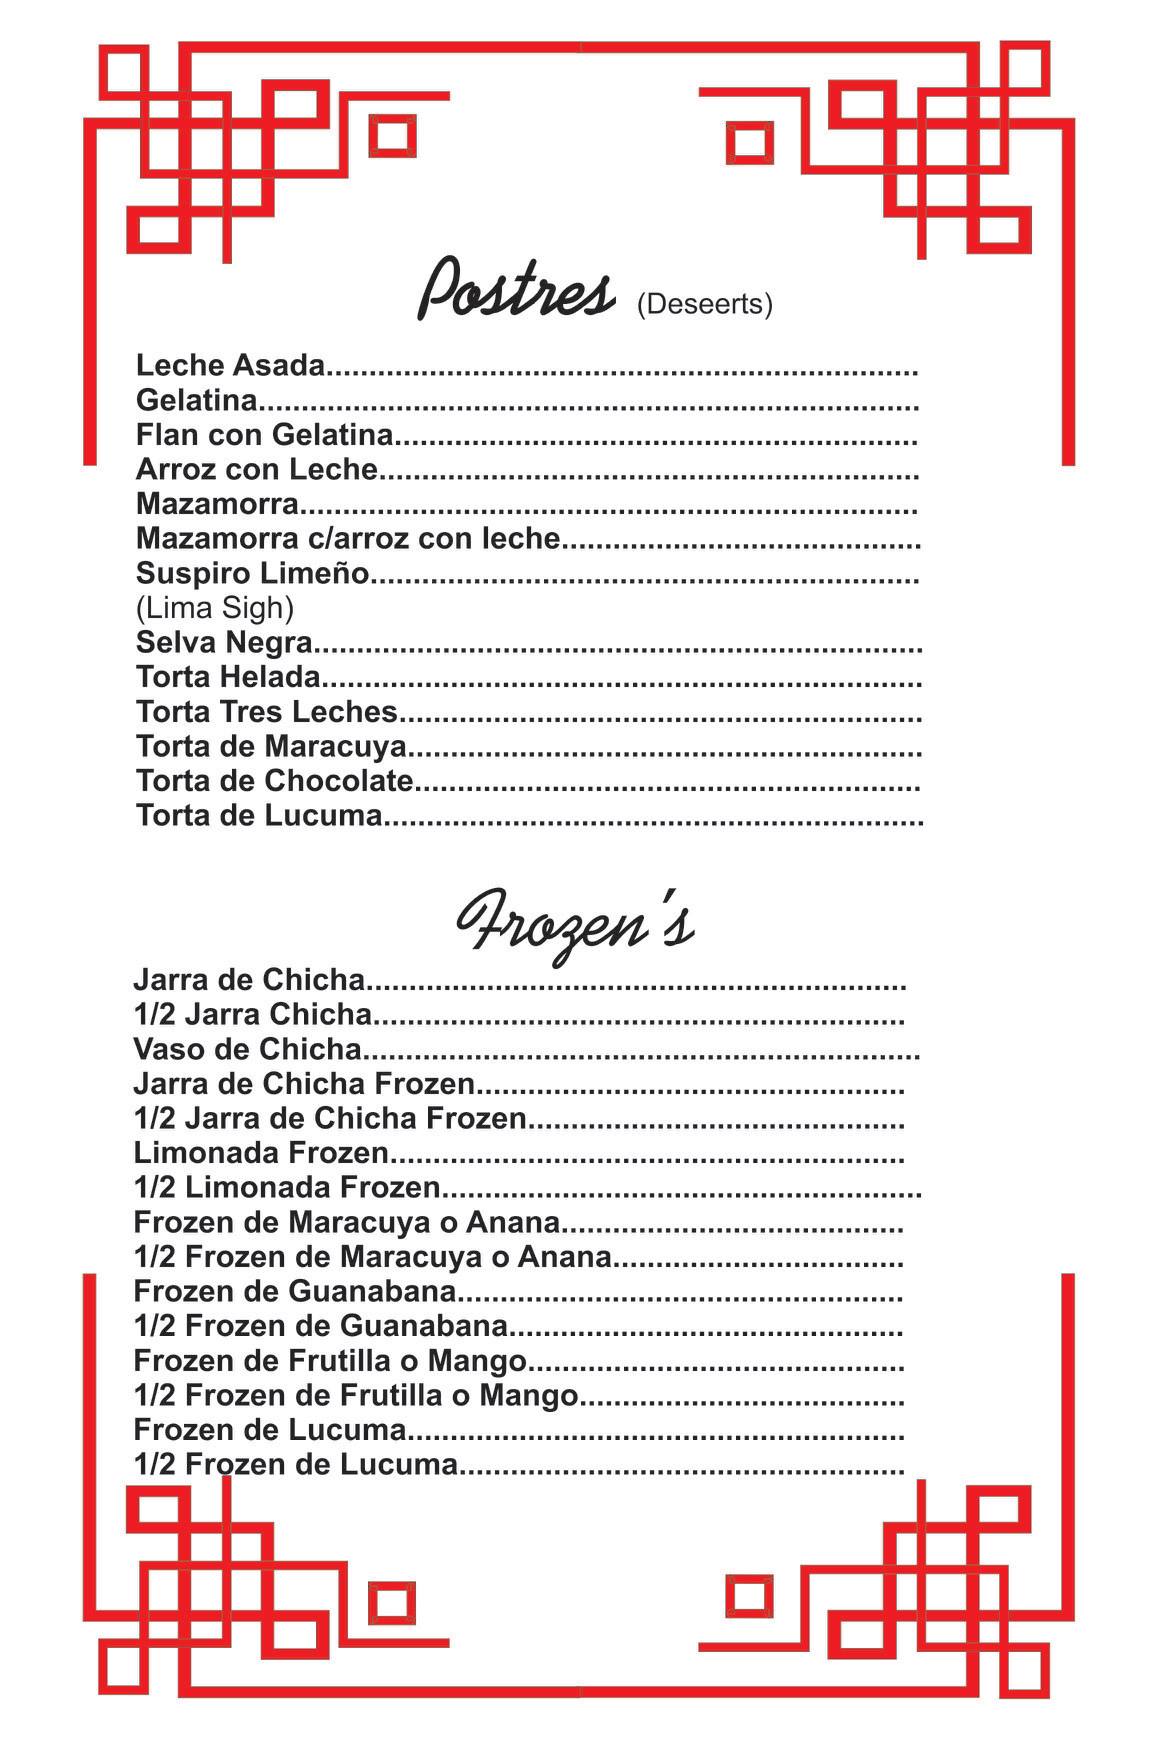 Postres (Deseerts)
Leche Asada.....................................................................
Gelatina.............................................................................
Flan con Gelatina.............................................................
Arroz con Leche...............................................................
Mazamorra........................................................................
Mazamorra c/arroz con leche..........................................
Suspiro Limeño................................................................
(Lima Sigh)
Selva Negra.......................................................................
Torta Helada......................................................................
Torta Tres Leches.............................................................
Torta de Maracuya............................................................
Torta de Chocolate...........................................................
Torta de Lucuma...............................................................
Frozen's
Jarra de Chicha...............................................................
1/2 Jarra Chicha..............................................................
Vaso de Chicha.................................................................
Jarra de Chicha Frozen..................................................
1/2 Jarra de Chicha Frozen............................................
Limonada Frozen............................................................
1/2 Limonada Frozen........................................................
Frozen de Maracuya o Anana........................................
1/2 Frozen de Maracuya o Anana..................................
Frozen de Guanabana....................................................
1/2 Frozen de Guanabana..............................................
Frozen de Frutilla o Mango............................................
1/2 Frozen de Frutilla o Mango......................................
Frozen de Lucuma..........................................................
1/2 Frozen de Lucuma....................................................